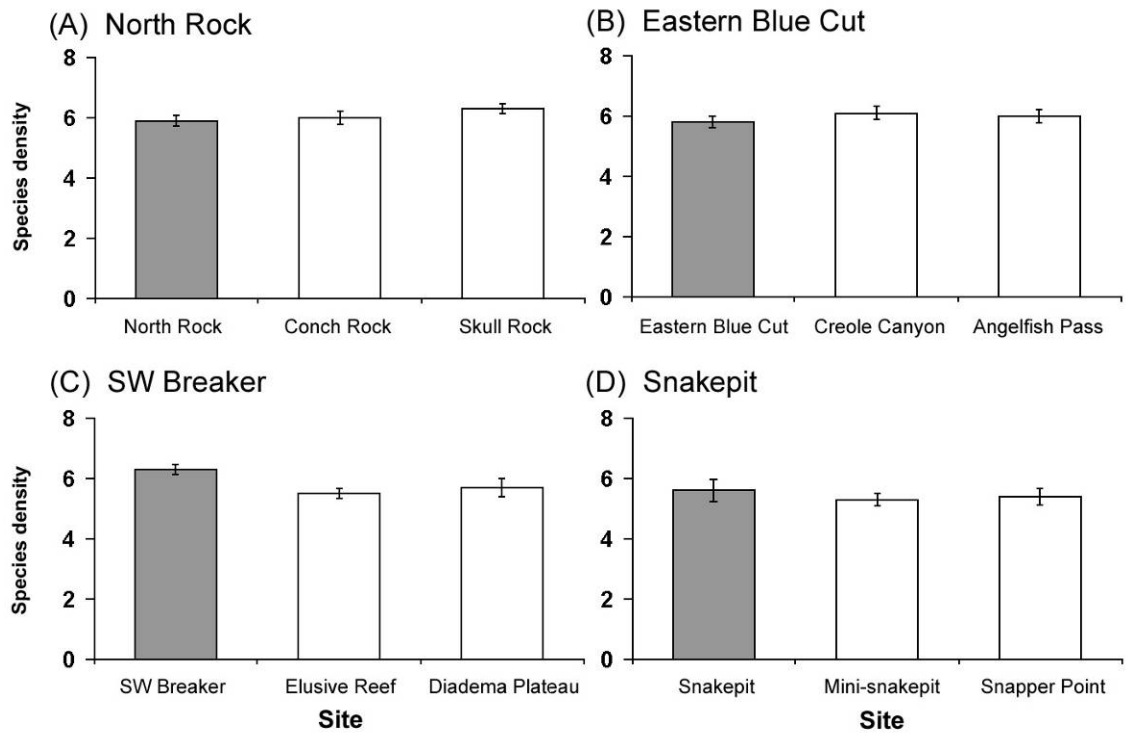 (A) North Rock
Species density
8
6
4
2
0
North Rock Conch Rock Skull Rock
(B) Eastern Blue Cut
8
6
4
2
0
Eastern Blue Cut Creole Canyon Angelfish Pass
(C) SW Breaker
Species density
8
6
4
2
0
SW Breaker Elusive Reef Diadema Plateau
Site
(D) Snakepit
8
6
4
2
0
Snakepit Mini-snakepit Snapper Point
Site